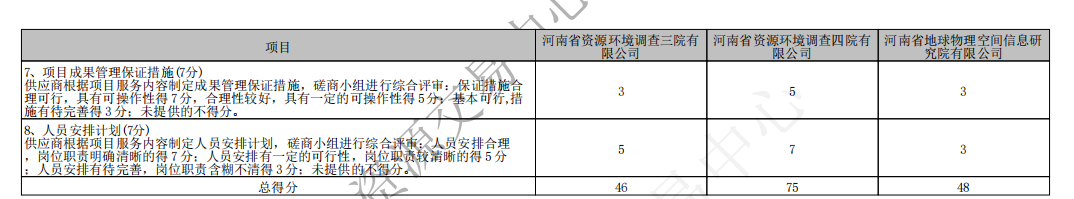 项目
河南省资源环境调查三院有
限公司
河南省资源环境调查四院有
限公司
河南省地球物理空间信息研
究院有限公司
7、项目成果管理保证措施(7分)
供应商根据项目服务内容制定成果管理保证措施，磋商小组进行综合评审：保证措施合
理可行，具有可操作性得7分，合理性较好，具有一定的可操作性得5分；基本可行,措
施有待完善得3分；未提供的不得分。
3
5
3
8、人员安排计划(7分)
供应商根据项目服务内容制定人员安排计划，磋商小组进行综合评审：人员安排合理
，岗位职责明确清晰的得7分；人员安排有一定的可行性，岗位职责较清晰的得5分
；人员安排有待完善，岗位职责含糊不清得3分；未提供的不得分。
5
7
3
总得分
46
75
48
资源交易中心
易中心